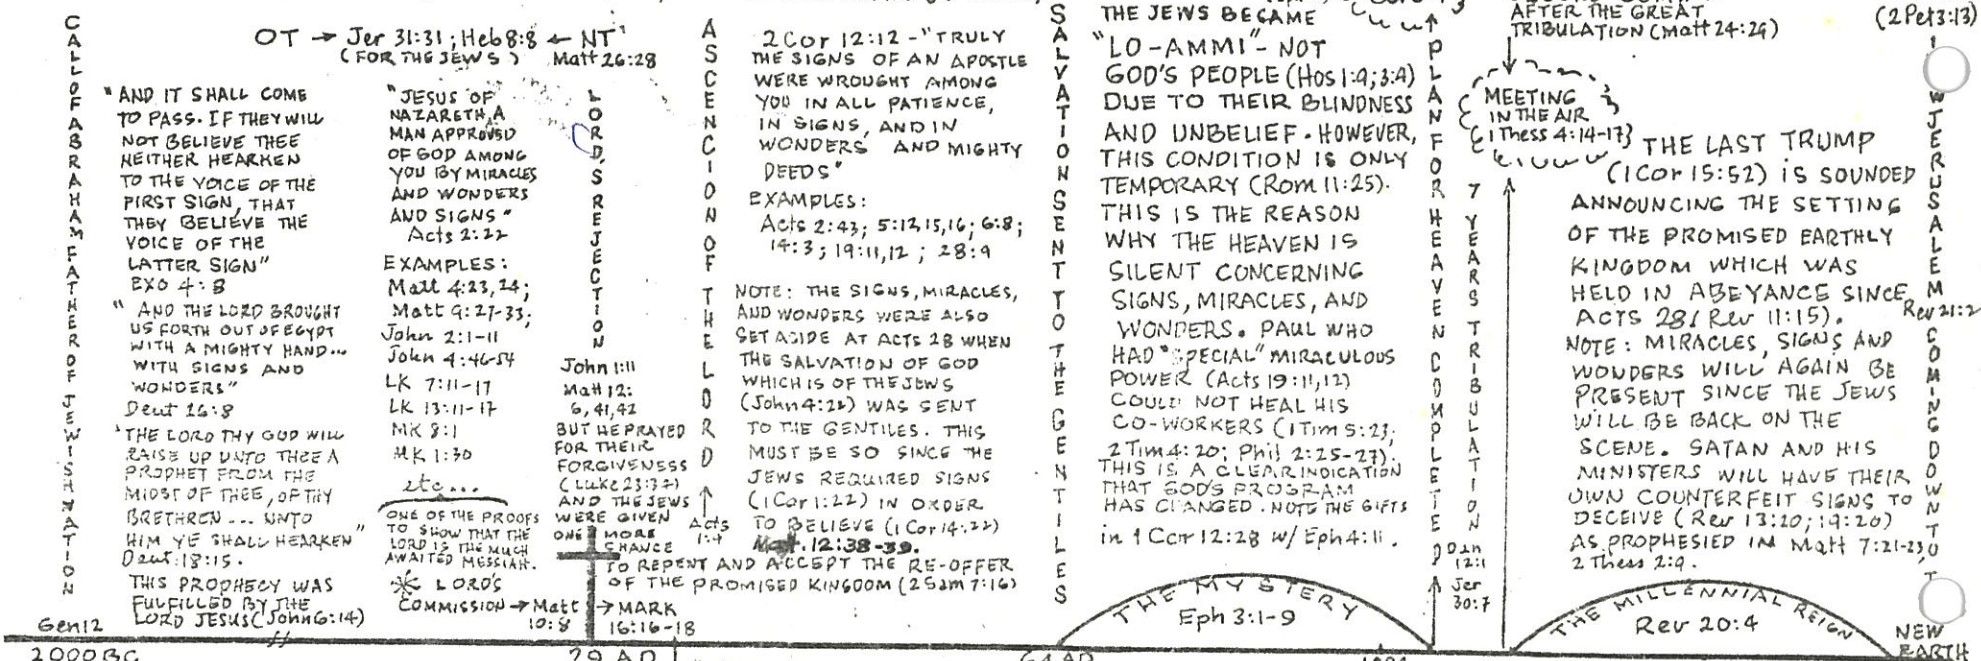 CALL OF ABRAHAM FATHER OF JEWISH NATION
OT → Jer 31:31; Heb 8:8 ← NT
(FOR THE JEWS) Matt 26:28
"AND IT SHALL COME
TO PASS. IF THEY WILL
NOT BELIEVE THEE
NEITHER HEARKEN
TO THE VOICE OF THE
FIRST SIGN, THAT
THEY BELIEVE THE
VOICE OF THE
LATTER SIGN"
EXO 4:8
"AND THE LORD BROUGHT
US FORTH OUT OF EGYPT
WITH A MIGHTY HAND...
WITH SIGNS AND
WONDERS"
Deut 26:8
"THE LORD THY GOD WILL
RAISE UP UNTO THEE A
PROPHET FROM THE
MIDST OF THEE, OF THY
BRETHREN... UNTO
HIM YE SHALL HEARKEN"
Deut 18:15.
THIS PROPHECY WAS
FULFILLED BY THE
LORD JESUS (John 6:14)
Gen 12
2000 BC
"JESUS OF
NAZARETH, A
MAN APPROVED
OF GOD AMONG
YOU BY MIRACLES
AND WONDERS
AND SIGNS"
Acts 2:22
EXAMPLES:
Matt 4:23,24;
Matt 9:27-33;
John 2:1-11
John 4:46-54
LK 7:11-17
LK 13:11-17
MK 8:1
MK 1:30
etc...
ONE OF THE PROOFS
TO SHOW THAT THE
LORD IS THE MUCH
AWAITED MESSIAH.
LORD'S
COMMISSION → Matt
10:8
LORD'S REJECTION
John 1:11
Matt 12:
6,41,42
BUT HE PRAYED
FOR THEIR
FORGIVENESS
(Luke 23:34)
AND THE JEWS
WERE GIVEN
ONE MORE
CHANCE
TO REPENT AND ACCEPT THE RE-OFFER
OF THE PROMISED KINGDOM (2Sam 7:16)
→ MARK
16:16-18
29 AD
ASCENCION OF THE LORD
Acts
1:9
2Cor 12:12 - "TRULY
THE SIGNS OF AN APOSTLE
WERE WROUGHT AMONG
YOU IN ALL PATIENCE,
IN SIGNS, AND IN
WONDERS AND MIGHTY
DEEDS"
EXAMPLES:
Acts 2:43; 5:12,15,16; 6:8;
14:3; 19:11,12; 28:9
NOTE: THE SIGNS, MIRACLES,
AND WONDERS WERE ALSO
SET ASIDE AT ACTS 28 WHEN
THE SALVATION OF GOD
WHICH IS OF THE JEWS
(John 4:22) WAS SENT
TO THE GENTILES. THIS
MUST BE SO SINCE THE
JEWS REQUIRED SIGNS
(1Cor 1:22) IN ORDER
TO BELIEVE (1Cor 14:22)
Mat. 12:38-39.
SALVATION SENT TO THE GENTILES
64 AD
THE JEWS BECAME
"LO-AMMI" - NOT
GOD'S PEOPLE (Hos 1:9; 3:4)
DUE TO THEIR BLINDNESS
AND UNBELIEF. HOWEVER,
THIS CONDITION IS ONLY
TEMPORARY (Rom 11:25).
THIS IS THE REASON
WHY THE HEAVEN IS
SILENT CONCERNING
SIGNS, MIRACLES, AND
WONDERS. PAUL WHO
HAD "SPECIAL" MIRACULOUS
POWER (Acts 19:11,12)
COULD NOT HEAL HIS
CO-WORKERS (1Tim 5:23;
2Tim 4:20; Phil 2:25-27).
THIS IS A CLEAR INDICATION
THAT GOD'S PROGRAM
HAS CHANGED. NOTE THE GIFTS
in 1 Cor 12:28 w/ Eph 4:11.
THE MYSTERY
Eph 3:1-9
PLAN FOR HEAVEN COMPLETED
7 YEARS TRIBULATION
Dan
12:1
Jer
30:7
AFTER THE GREAT
TRIBULATION (Matt 24:29)
MEETING
IN THE AIR
(1Thess 4:14-17)
THE LAST TRUMP
(1Cor 15:52) IS SOUNDED
ANNOUNCING THE SETTING
OF THE PROMISED EARTHLY
KINGDOM WHICH WAS
HELD IN ABEYANCE SINCE
ACTS 28 (Rev 11:15).
NOTE: MIRACLES, SIGNS AND
WONDERS WILL AGAIN BE
PRESENT SINCE THE JEWS
WILL BE BACK ON THE
SCENE. SATAN AND HIS
MINISTERS WILL HAVE THEIR
OWN COUNTERFEIT SIGNS TO
DECEIVE (Rev 13:20; 19:20)
AS PROPHESIED IN Matt 7:21-23,
2 Thess 2:9.
THE MILLENNIAL REIGN
Rev 20:4
(2Pet 3:13)
W JERUSALEM COMING DOWN TO
Rev 21:2
NEW
EARTH